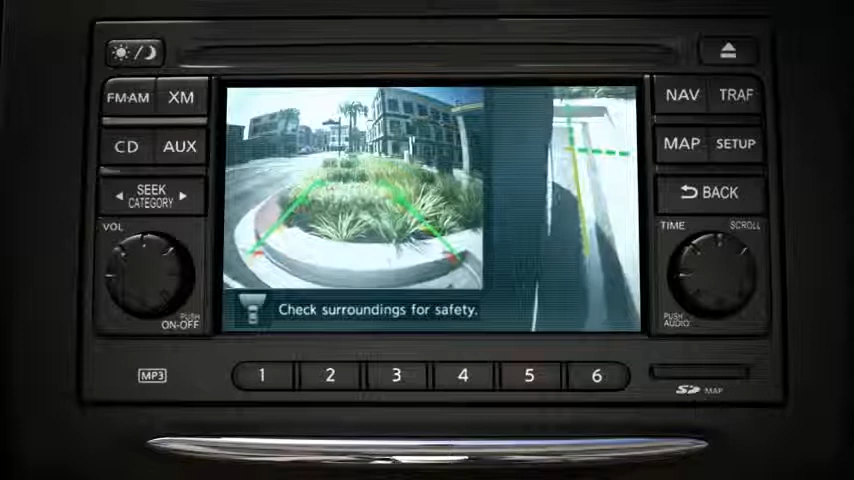 FM·AM XM
CD AUX
SEEK
CATEGORY
VOL
PUSH
ON-OFF
Check surroundings for safety.
NAV TRAF
MAP SETUP
BACK
TIME SCROLL
PUSH
AUDIO
MP3
1 2 3 4 5 6
SD MAP